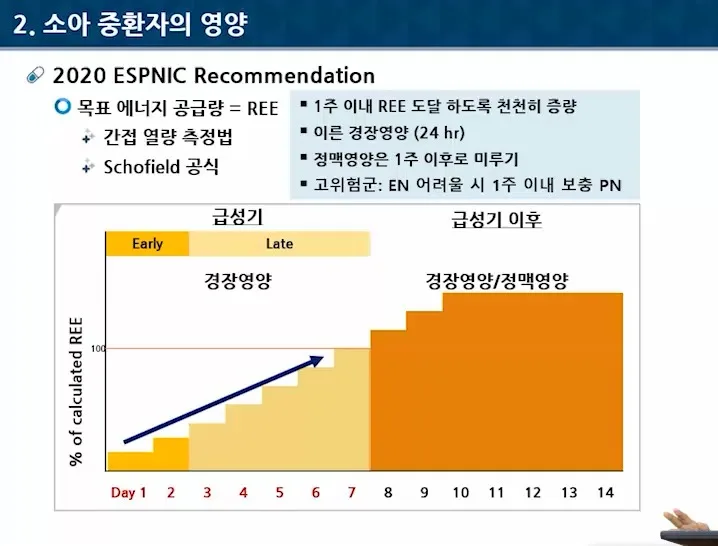 2. 소아 중환자의 영양
2020 ESPNIC Recommendation
목표 에너지 공급량 = REE
간접 열량 측정법
Schofield 공식
1주 이내 REE 도달 하도록 천천히 증량
이른 경장영양 (24 hr)
정맥영양은 1주 이후로 미루기
고위험군: EN 어려울 시 1주 이내 보충 PN
급성기
급성기 이후
Early
Late
경장영양
경장영양/정맥영양
% of calculated REE
100
Day 1 2 3 4 5 6 7 8 9 10 11 12 13 14